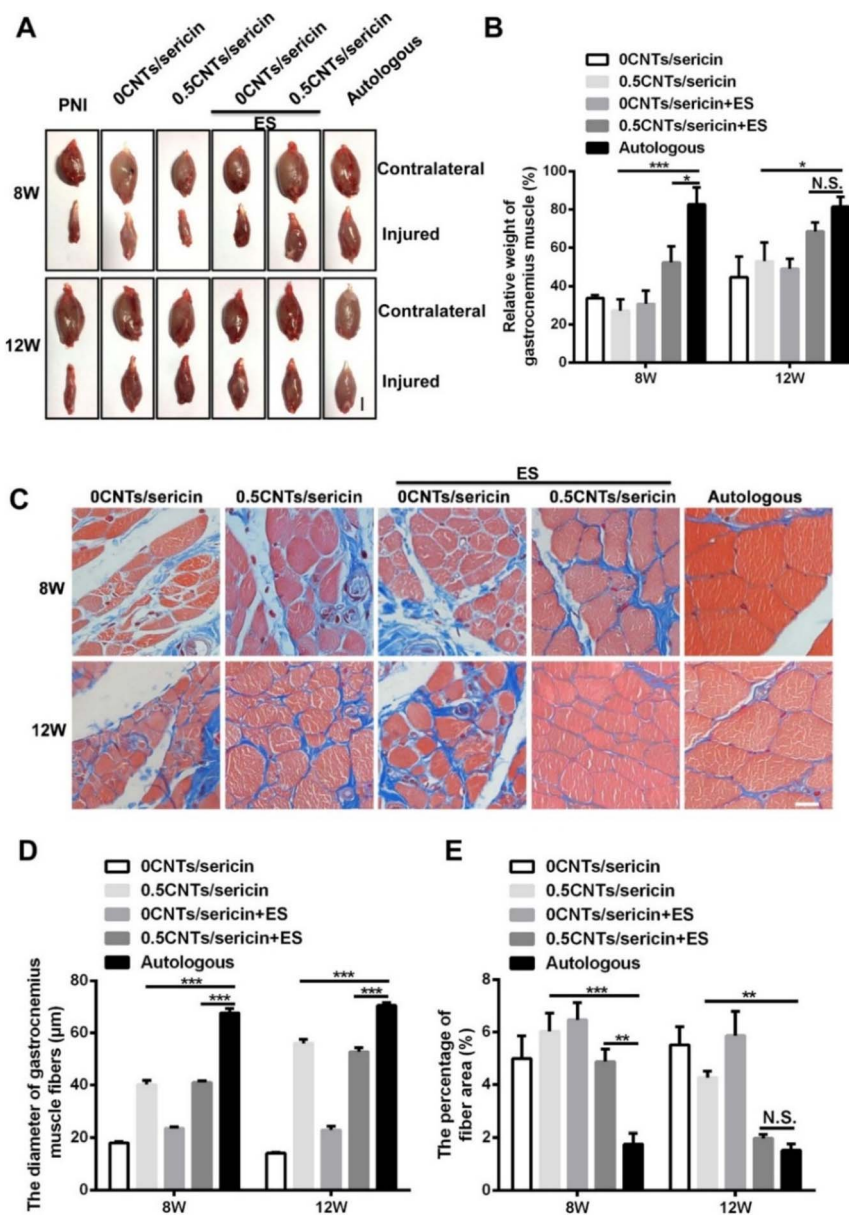 A
PNI
0CNTs/sericin
0.5CNTs/sericin
0CNTs/sericin
0.5CNTs/sericin
Autologous
ES
8W
Contralateral
Injured
12W
Contralateral
Injured
B
0CNTs/sericin
0.5CNTs/sericin
0CNTs/sericin+ES
0.5CNTs/sericin+ES
Autologous
Relative weight of
gastrocnemius muscle (%)
100
80
60
40
20
0
***
*
*
N.S.
8W
12W
C
ES
0CNTs/sericin
0.5CNTs/sericin
0CNTs/sericin
0.5CNTs/sericin
Autologous
8W
12W
D
0CNTs/sericin
0.5CNTs/sericin
0CNTs/sericin+ES
0.5CNTs/sericin+ES
Autologous
The diameter of gastrocnemius
muscle fibers (μm)
80
60
40
20
0
***
***
***
***
8W
12W
E
0CNTs/sericin
0.5CNTs/sericin
0CNTs/sericin+ES
0.5CNTs/sericin+ES
Autologous
The percentage of
fiber area (%)
8
6
4
2
0
***
**
**
N.S.
8W
12W